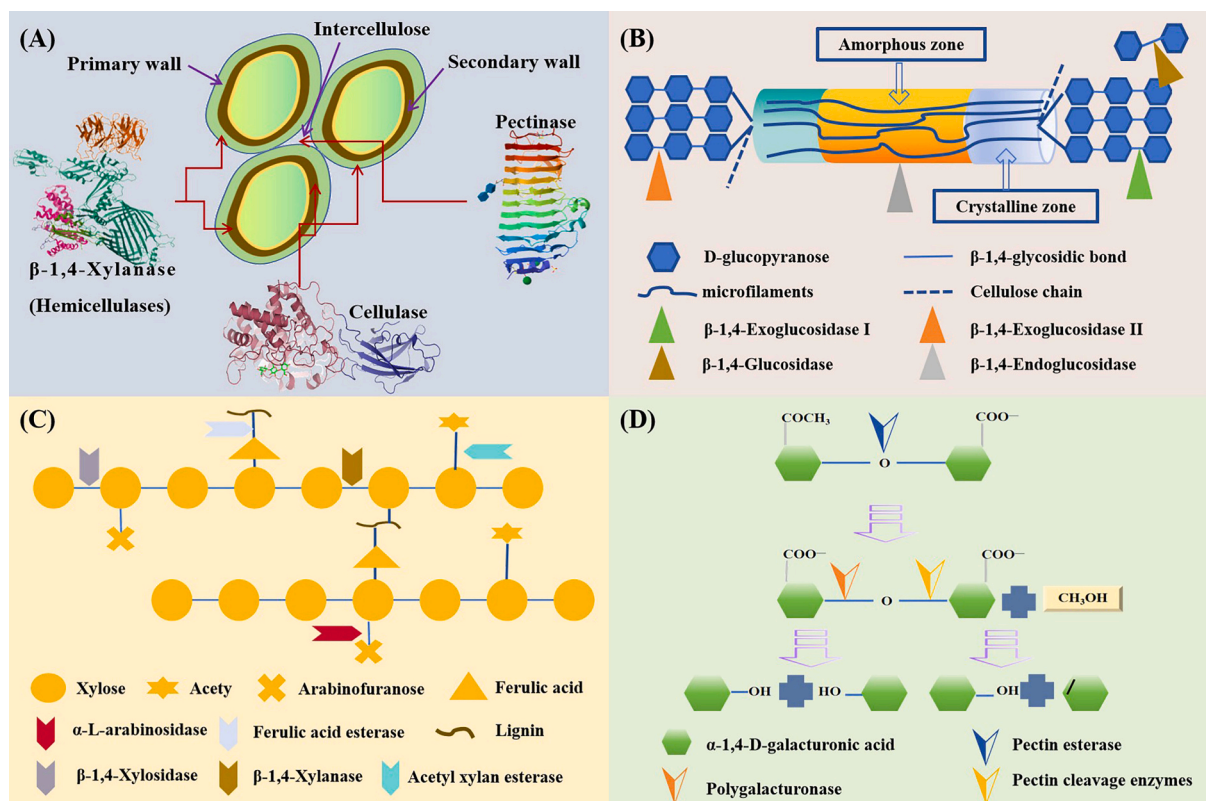 (A)
Intercellulose
Primary wall
Secondary wall
Pectinase
β-1,4-Xylanase
(Hemicellulases)
Cellulase
(B)
Amorphous zone
Crystalline zone
D-glucopyranose
β-1,4-glycosidic bond
microfilaments
Cellulose chain
β-1,4-Exoglucosidase I
β-1,4-Exoglucosidase II
β-1,4-Glucosidase
β-1,4-Endoglucosidase
(C)
Xylose
Acety
Arabinofuranose
Ferulic acid
α-L-arabinosidase
Ferulic acid esterase
Lignin
β-1,4-Xylosidase
β-1,4-Xylanase
Acetyl xylan esterase
(D)
COCH₃
COO⁻
O
COO⁻
COO⁻
O
CH₃OH
OH
HO
OH
α-1,4-D-galacturonic acid
Pectin esterase
Polygalacturonase
Pectin cleavage enzymes